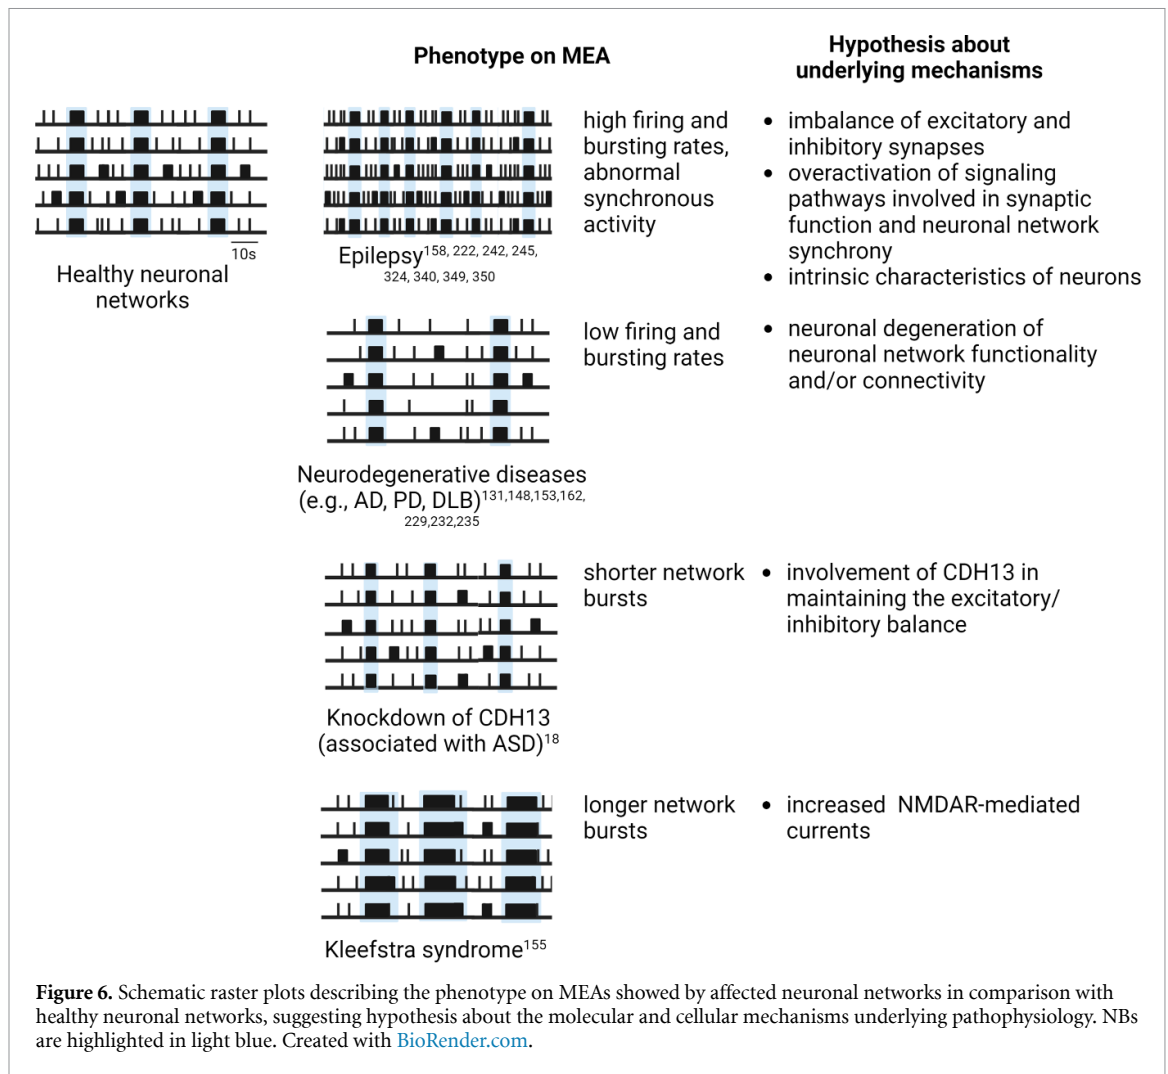 Phenotype on MEA
Hypothesis about
underlying mechanisms
10s
Healthy neuronal
networks
high firing and
bursting rates,
abnormal
synchronous
activity
Epilepsy158, 222, 242, 245,
324, 340, 349, 350
• imbalance of excitatory and
inhibitory synapses
• overactivation of signaling
pathways involved in synaptic
function and neuronal network
synchrony
• intrinsic characteristics of neurons
low firing and
bursting rates
Neurodegenerative diseases
(e.g., AD, PD, DLB)131,148,153,162,
229,232,235
• neuronal degeneration of
neuronal network functionality
and/or connectivity
shorter network
bursts
Knockdown of CDH13
(associated with ASD)18
• involvement of CDH13 in
maintaining the excitatory/
inhibitory balance
longer network
bursts
Kleefstra syndrome155
• increased NMDAR-mediated
currents
Figure 6. Schematic raster plots describing the phenotype on MEAs showed by affected neuronal networks in comparison with
healthy neuronal networks, suggesting hypothesis about the molecular and cellular mechanisms underlying pathophysiology. NBs
are highlighted in light blue. Created with BioRender.com.